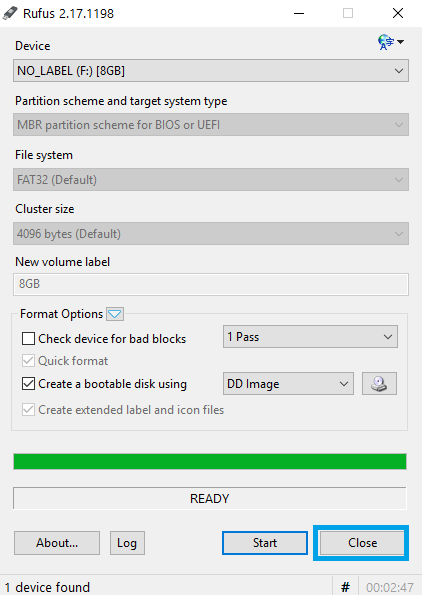 Rufus 2.17.1198
Device
NO_LABEL (F:) [8GB]
Partition scheme and target system type
MBR partition scheme for BIOS or UEFI
File system
FAT32 (Default)
Cluster size
4096 bytes (Default)
New volume label
8GB
Format Options
Check device for bad blocks 1 Pass
Quick format
Create a bootable disk using DD Image
Create extended label and icon files
READY
About... Log Start Close
1 device found # 00:02:47